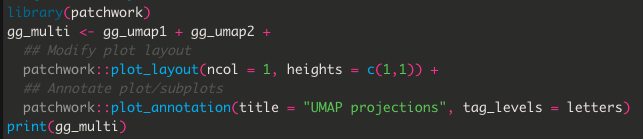 library(patchwork)
gg_multi <- gg_umap1 + gg_umap2 +
  ## Modify plot layout
  patchwork::plot_layout(ncol = 1, heights = c(1,1)) +
  ## Annotate plot/subplots
  patchwork::plot_annotation(title = "UMAP projections", tag_levels = letters)
print(gg_multi)